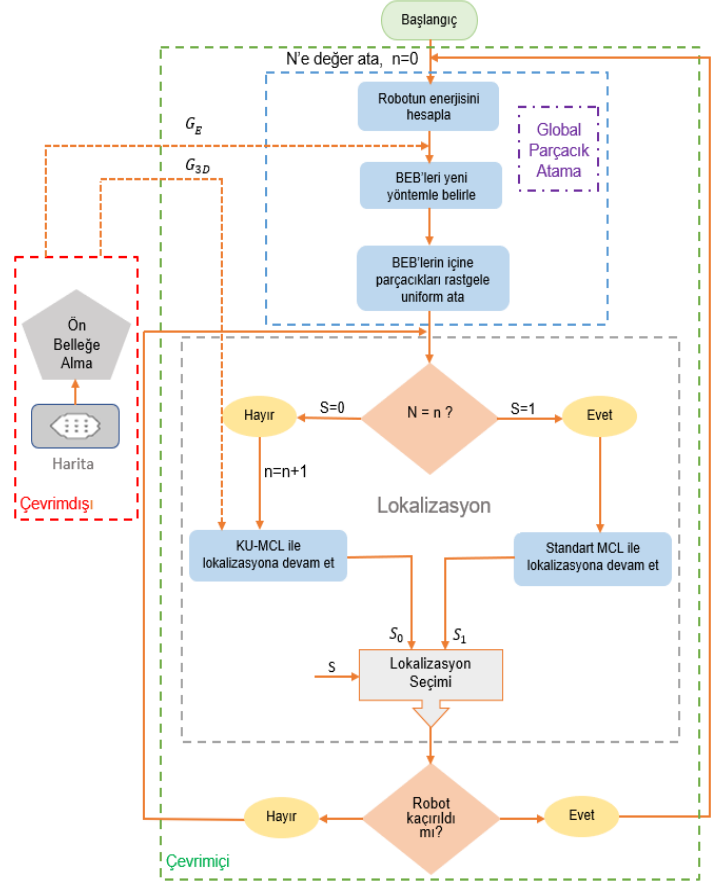 Başlangıç
N'e değer ata, n=0
Robotun enerjisini
hesapla
Global
Parçacık
Atama
G_E
G_3D
BEB'leri yeni
yöntemle belirle
BEB'lerin içine
parçacıkları rastgele
uniform ata
Ön
Belleğe
Alma
Harita
Çevrimdışı
N = n ?
S=0
S=1
Hayır
Evet
n=n+1
Lokalizasyon
KU-MCL ile
lokalizasyona devam et
Standart MCL ile
lokalizasyona devam et
S_0
S_1
S
Lokalizasyon
Seçimi
Robot
kaçırıldı
mı?
Hayır
Evet
Çevrimiçi